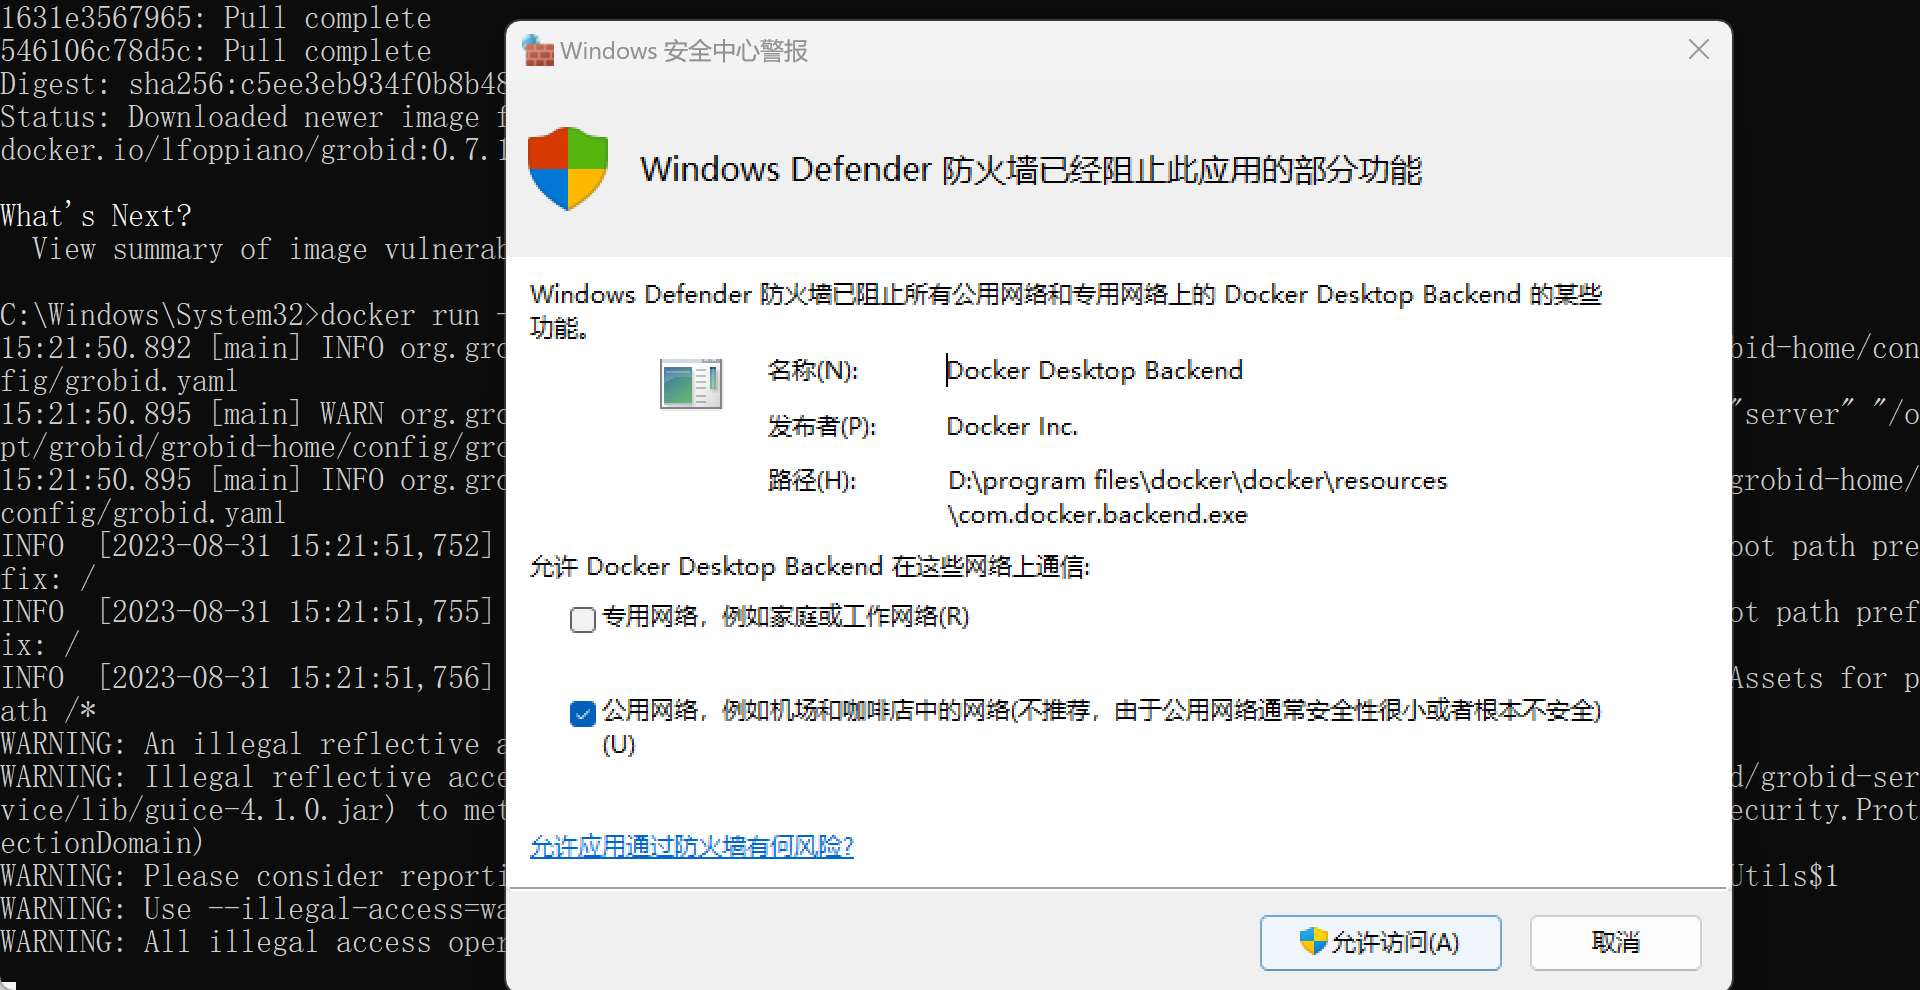 1631e3567965: Pull complete
546106c78d5c: Pull complete
Digest: sha256:c5ee3eb934f0b8b48
Status: Downloaded newer image f
docker.io/lfoppiano/grobid:0.7.1
What's Next?
View summary of image vulnerab
C:\Windows\System32>docker run -
15:21:50.892 [main] INFO org.gro
bid-home/con
fig/grobid.yaml
15:21:50.895 [main] WARN org.gro
"server" "/o
pt/grobid/grobid-home/config/gro
15:21:50.895 [main] INFO org.gro
grobid-home/
config/grobid.yaml
INFO [2023-08-31 15:21:51,752]
oot path pre
fix: /
INFO [2023-08-31 15:21:51,755]
ot path pref
ix: /
INFO [2023-08-31 15:21:51,756]
Assets for p
ath /*
WARNING: An illegal reflective a
WARNING: Illegal reflective acce
d/grobid-ser
vice/lib/guice-4.1.0.jar) to met
ecurity.Prot
ectionDomain)
WARNING: Please consider reporti
Utils$1
WARNING: Use --illegal-access=wa
WARNING: All illegal access oper
Windows 安全中心警报
Windows Defender 防火墙已经阻止此应用的部分功能
Windows Defender 防火墙已阻止所有公用网络和专用网络上的 Docker Desktop Backend 的某些
功能。
名称(N): Docker Desktop Backend
发布者(P): Docker Inc.
路径(H): D:\program files\docker\docker\resources
\com.docker.backend.exe
允许 Docker Desktop Backend 在这些网络上通信:
专用网络，例如家庭或工作网络(R)
公用网络，例如机场和咖啡店中的网络(不推荐，由于公用网络通常安全性很小或者根本不安全)
(U)
允许应用通过防火墙有何风险?
允许访问(A)
取消